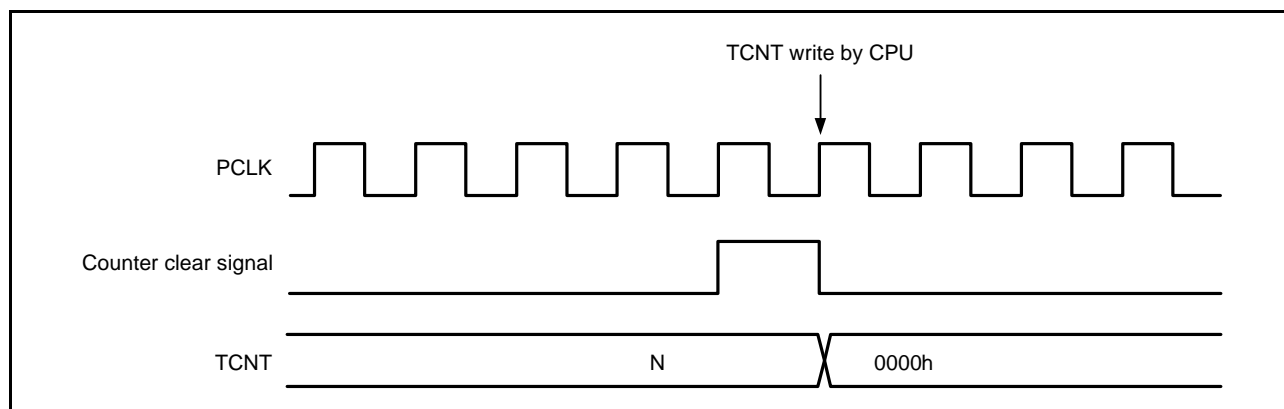 TCNT write by CPU
PCLK
Counter clear signal
TCNT
N
0000h